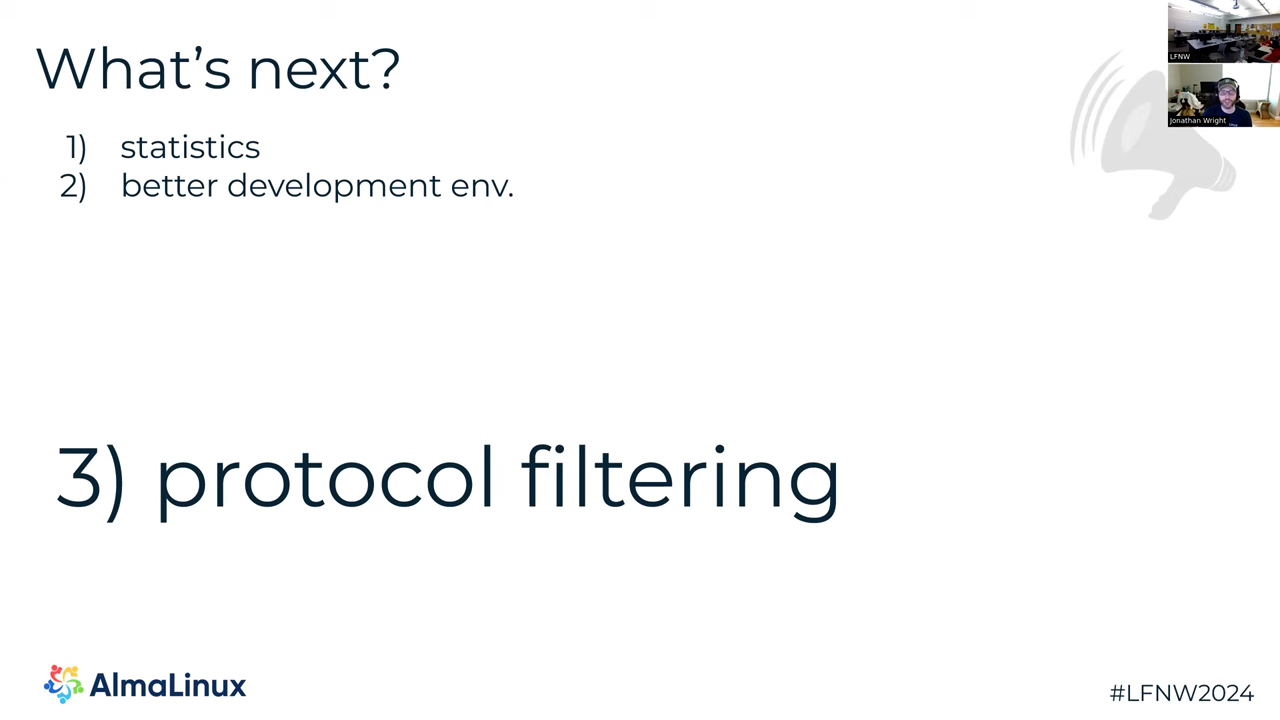 What's next?
1) statistics
2) better development env.
3) protocol filtering
AlmaLinux
#LFNW2024
LFNW
Jonathan Wright